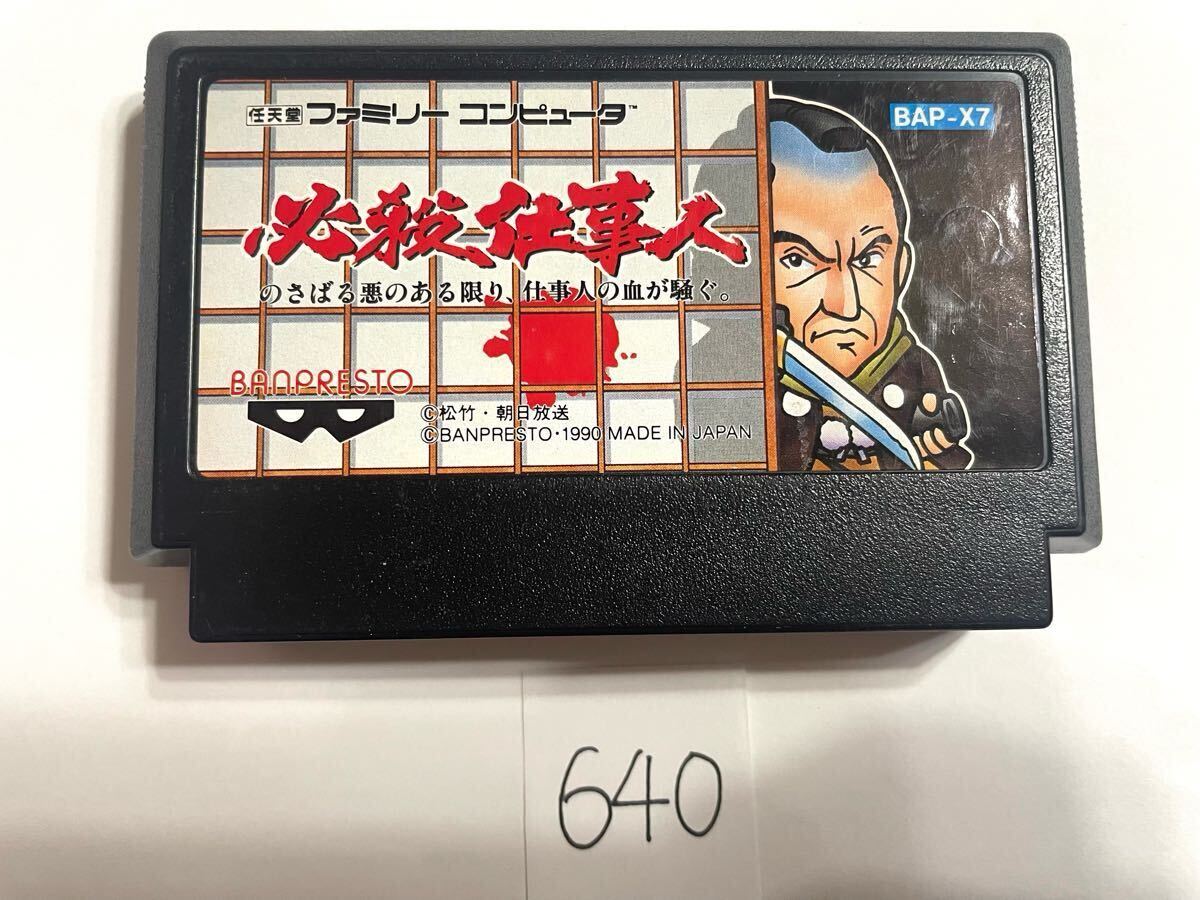 任天堂 ファミリー コンピュータ™
BAP-X7
必殺仕事人
のさばる悪のある限り、仕事人の血が騒ぐ。
BANPRESTO
©松竹・朝日放送
©BANPRESTO・1990 MADE IN JAPAN
640